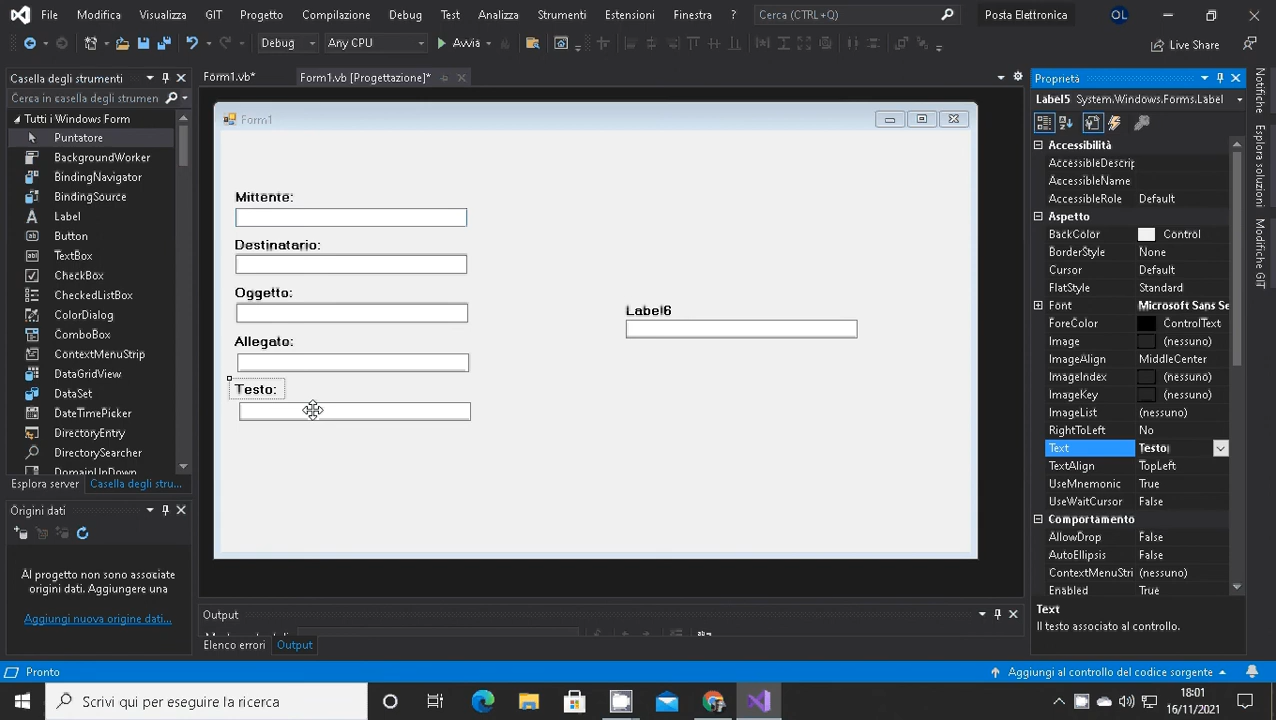 File Modifica Visualizza GIT Progetto Compilazione Debug Test Analizza Strumenti Estensioni Finestra ? Cerca (CTRL+Q) Posta Elettronica OL
Debug Any CPU Avvia Live Share
Casella degli strumenti
Cerca in casella degli strumen
Tutti i Windows Form
Puntatore
BackgroundWorker
BindingNavigator
BindingSource
Label
Button
TextBox
CheckBox
CheckedListBox
ColorDialog
ComboBox
ContextMenuStrip
DataGridView
DataSet
DateTimePicker
DirectoryEntry
DirectorySearcher
DomainUpDown
Esplora server Casella degli stru...
Origini dati
Al progetto non sono associate
origini dati. Aggiungere una
Aggiungi nuova origine dati...
Form1.vb* Form1.vb [Progettazione]*
Form1
Mittente:
Destinatario:
Oggetto:
Allegato:
Testo:
Label6
Output
Elenco errori Output
Proprietà
Label5 System.Windows.Forms.Label
Accessibilità
AccessibleDescrip
AccessibleName
AccessibleRole Default
Aspetto
BackColor Control
BorderStyle None
Cursor Default
FlatStyle Standard
Font Microsoft Sans Se
ForeColor ControlText
Image (nessuno)
ImageAlign MiddleCenter
ImageIndex (nessuno)
ImageKey (nessuno)
ImageList (nessuno)
RightToLeft No
Text Testo:
TextAlign TopLeft
UseMnemonic True
UseWaitCursor False
Comportamento
AllowDrop False
AutoEllipsis False
ContextMenuStri (nessuno)
Enabled True
Text
Il testo associato al controllo.
Notifiche
Esplora soluzioni
Modifiche GIT
Pronto Aggiungi al controllo del codice sorgente
Scrivi qui per eseguire la ricerca
18:01
16/11/2021